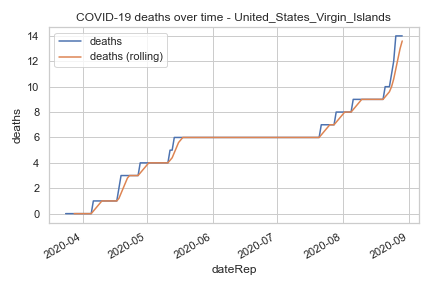 COVID-19 deaths over time - United_States_Virgin_Islands
deaths
deaths (rolling)
deaths
14
12
10
8
6
4
2
0
2020-04
2020-05
2020-06
2020-07
2020-08
2020-09
dateRep